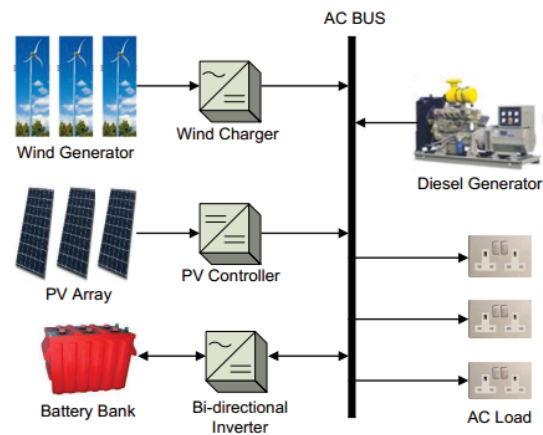 AC BUS
Wind Generator
Wind Charger
Diesel Generator
PV Array
PV Controller
Battery Bank
Bi-directional
Inverter
AC Load